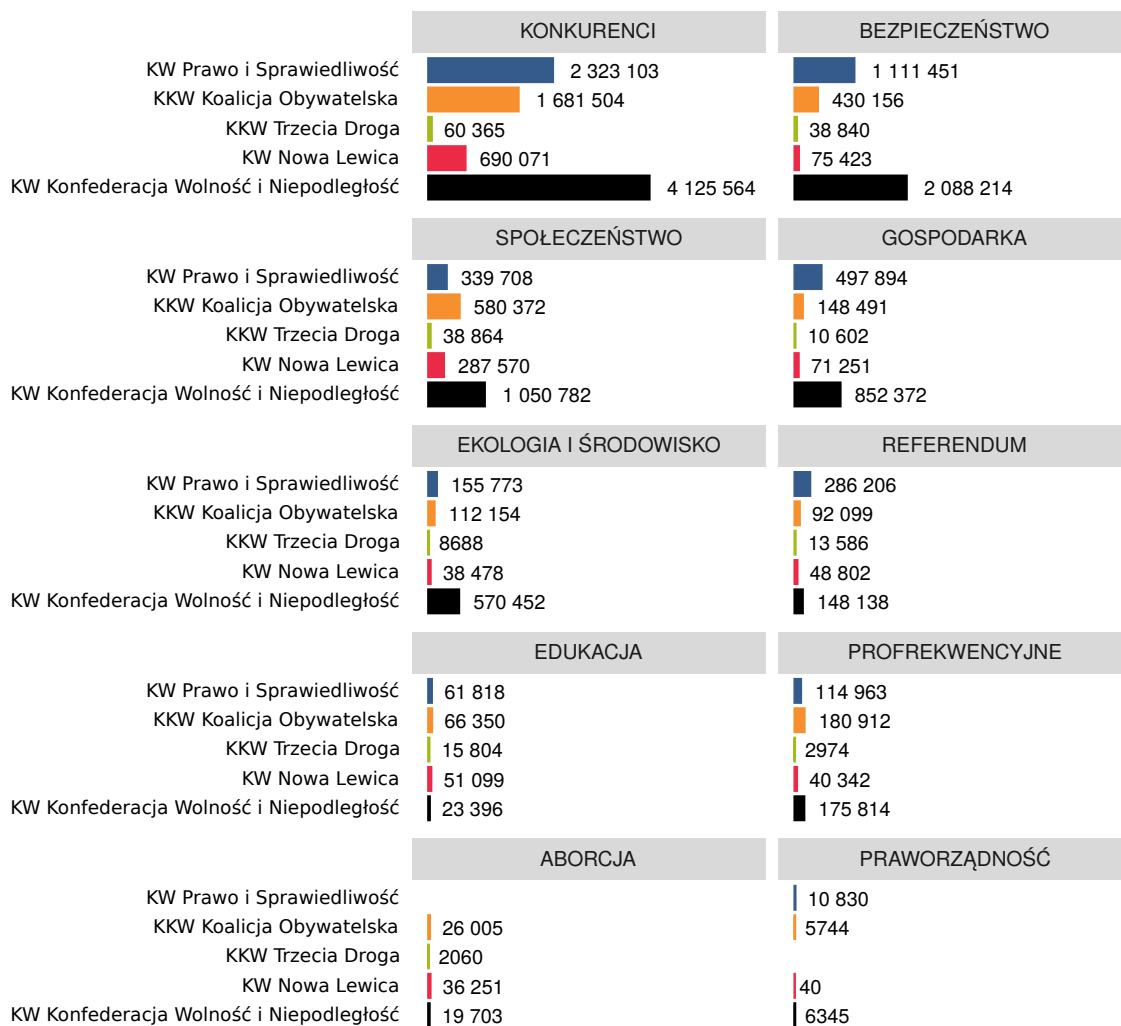 KONKURENCI BEZPIECZEŃSTWO
KW Prawo i Sprawiedliwość 2 323 103 1 111 451
KKW Koalicja Obywatelska 1 681 504 430 156
KKW Trzecia Droga 60 365 38 840
KW Nowa Lewica 690 071 75 423
KW Konfederacja Wolność i Niepodległość 4 125 564 2 088 214
SPOŁECZEŃSTWO GOSPODARKA
KW Prawo i Sprawiedliwość 339 708 497 894
KKW Koalicja Obywatelska 580 372 148 491
KKW Trzecia Droga 38 864 10 602
KW Nowa Lewica 287 570 71 251
KW Konfederacja Wolność i Niepodległość 1 050 782 852 372
EKOLOGIA I ŚRODOWISKO REFERENDUM
KW Prawo i Sprawiedliwość 155 773 286 206
KKW Koalicja Obywatelska 112 154 92 099
KKW Trzecia Droga 8688 13 586
KW Nowa Lewica 38 478 48 802
KW Konfederacja Wolność i Niepodległość 570 452 148 138
EDUKACJA PROFREKWENCYJNE
KW Prawo i Sprawiedliwość 61 818 114 963
KKW Koalicja Obywatelska 66 350 180 912
KKW Trzecia Droga 15 804 2974
KW Nowa Lewica 51 099 40 342
KW Konfederacja Wolność i Niepodległość 23 396 175 814
ABORCJA PRAWORZĄDNOŚĆ
KW Prawo i Sprawiedliwość 10 830
KKW Koalicja Obywatelska 26 005 5744
KKW Trzecia Droga 2060
KW Nowa Lewica 36 251 40
KW Konfederacja Wolność i Niepodległość 19 703 6345